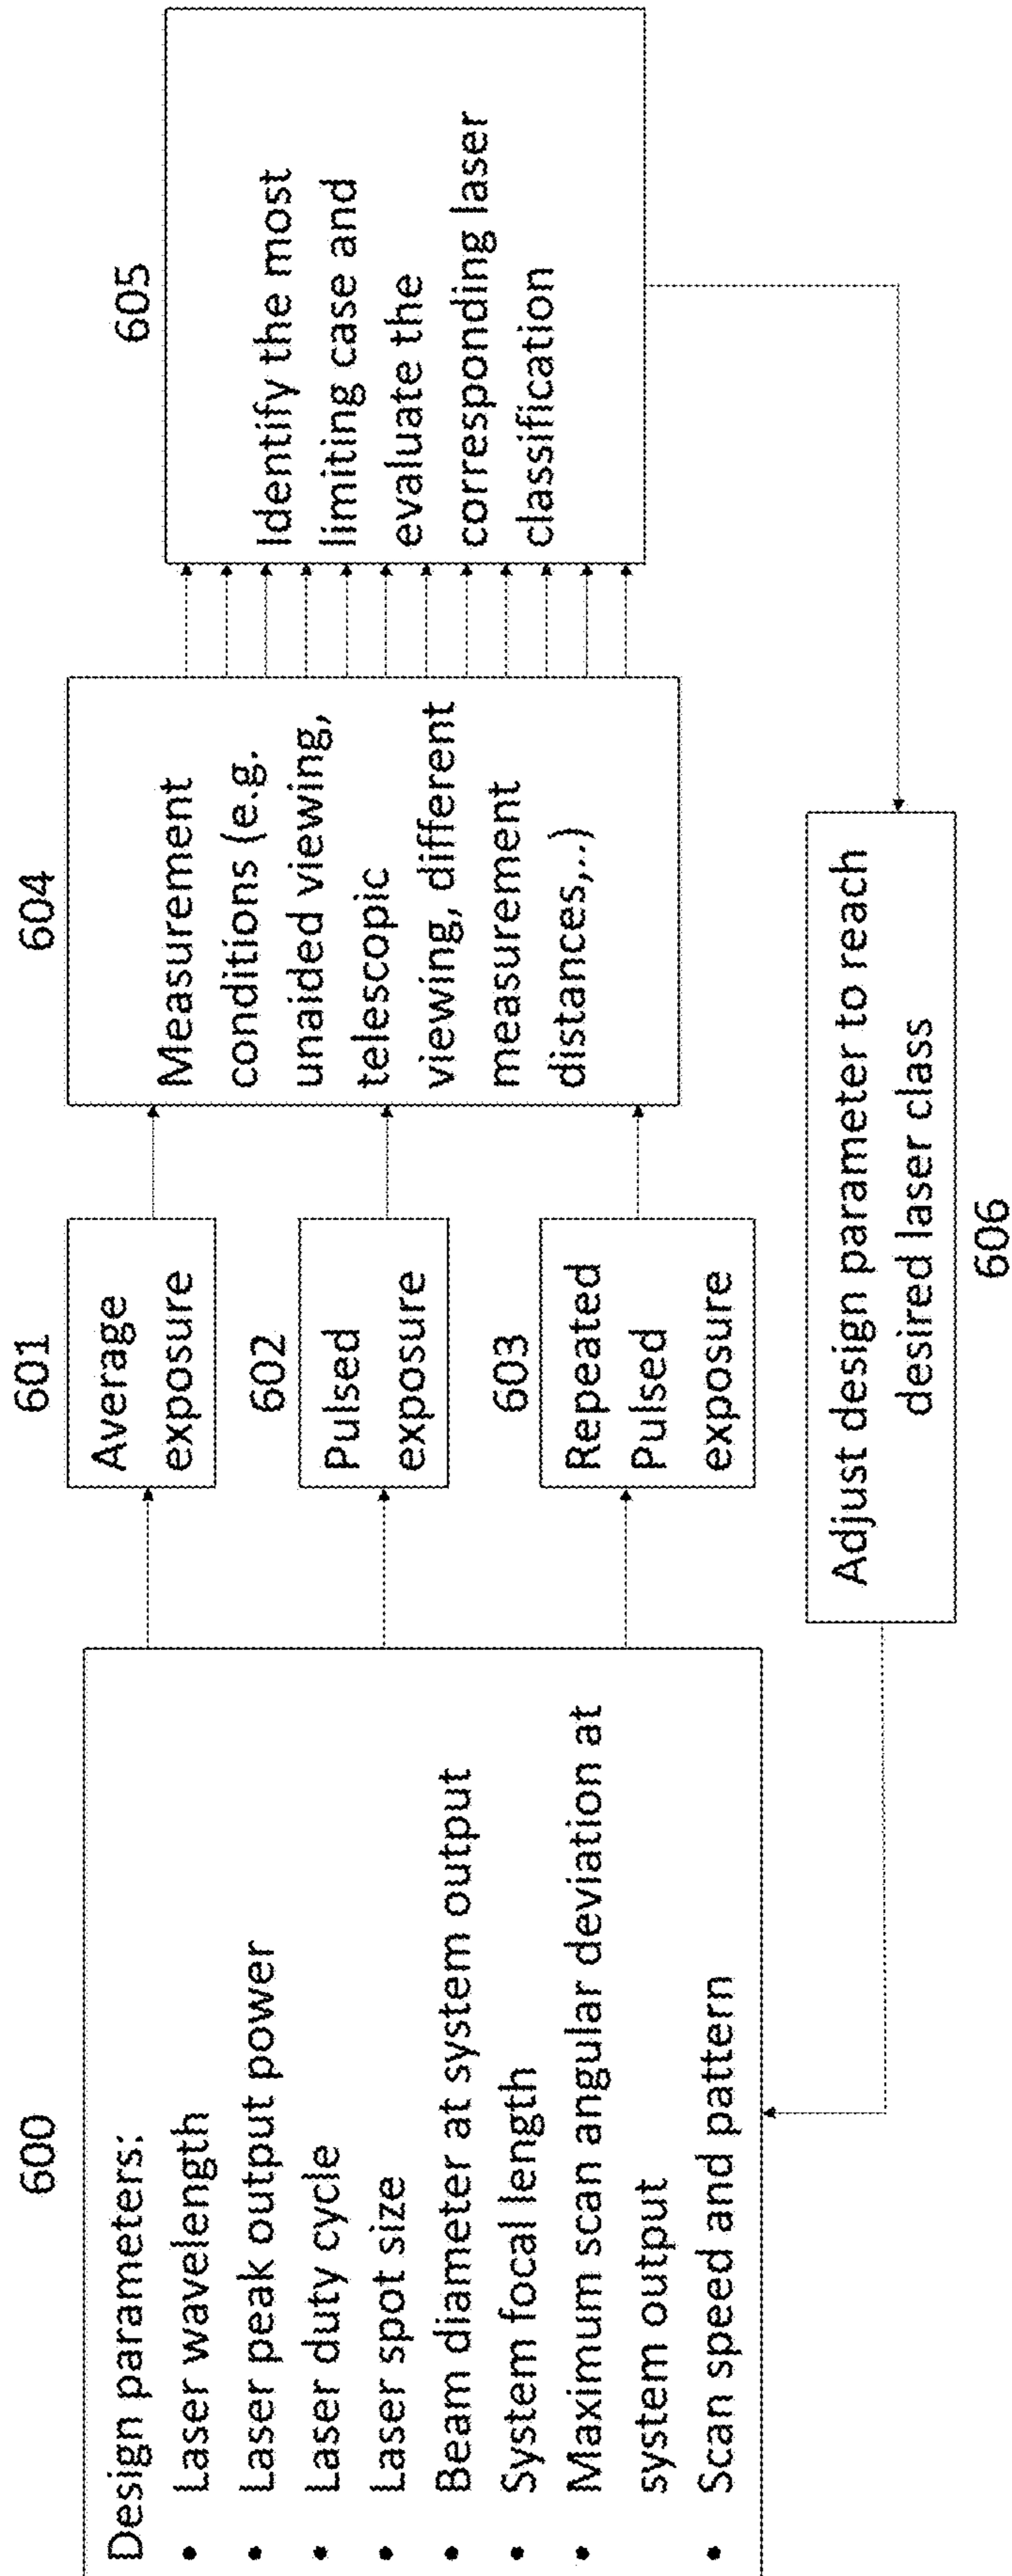 600
Design parameters:
• Laser wavelength
• Laser peak output power
• Laser duty cycle
• Laser spot size
• Beam diameter at system output
• System focal length
• Maximum scan angular deviation at
system output
• Scan speed and pattern
601
Average
exposure
602
Pulsed
exposure
603
Repeated
Pulsed
exposure
604
Measurement
conditions (e.g.
unaided viewing,
telescopic
viewing, different
measurement
distances,..)
605
Identify the most
limiting case and
evaluate the
corresponding laser
classification
Adjust design parameter to reach
desired laser class
606